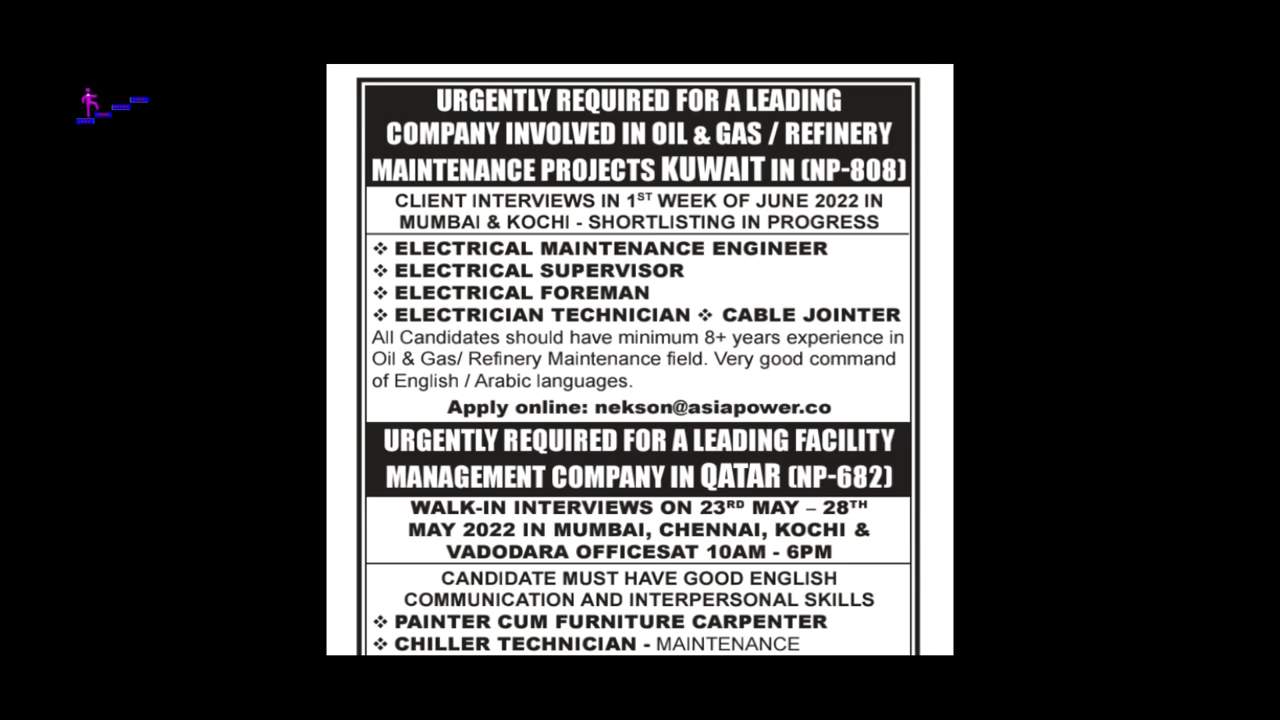 URGENTLY REQUIRED FOR A LEADING
COMPANY INVOLVED IN OIL & GAS / REFINERY
MAINTENANCE PROJECTS KUWAIT IN (NP-808)
CLIENT INTERVIEWS IN 1ST WEEK OF JUNE 2022 IN
MUMBAI & KOCHI - SHORTLISTING IN PROGRESS
❖ ELECTRICAL MAINTENANCE ENGINEER
❖ ELECTRICAL SUPERVISOR
❖ ELECTRICAL FOREMAN
❖ ELECTRICIAN TECHNICIAN ❖ CABLE JOINTER
All Candidates should have minimum 8+ years experience in
Oil & Gas/ Refinery Maintenance field. Very good command
of English / Arabic languages.
Apply online: nekson@asiapower.co
URGENTLY REQUIRED FOR A LEADING FACILITY
MANAGEMENT COMPANY IN QATAR (NP-682)
WALK-IN INTERVIEWS ON 23RD MAY – 28TH
MAY 2022 IN MUMBAI, CHENNAI, KOCHI &
VADODARA OFFICESAT 10AM - 6PM
CANDIDATE MUST HAVE GOOD ENGLISH
COMMUNICATION AND INTERPERSONAL SKILLS
❖ PAINTER CUM FURNITURE CARPENTER
❖ CHILLER TECHNICIAN - MAINTENANCE